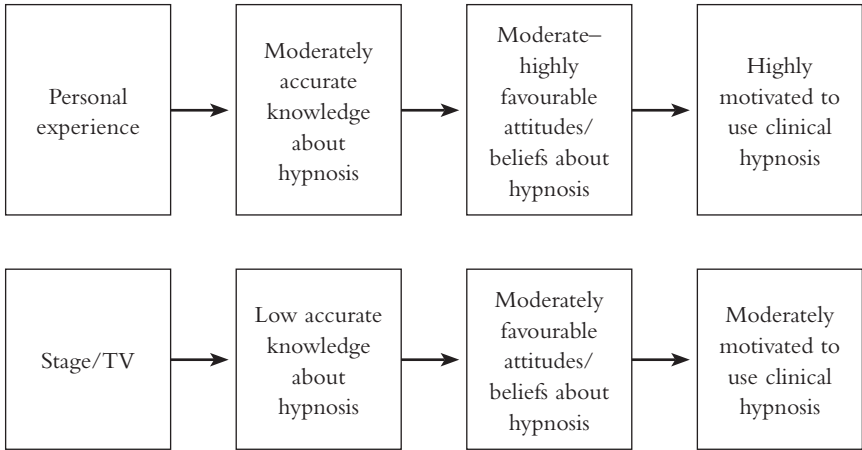 Personal
experience
Moderately
accurate
knowledge
about
hypnosis
Moderate–
highly
favourable
attitudes/
beliefs about
hypnosis
Highly
motivated to
use clinical
hypnosis
Stage/TV
Low accurate
knowledge
about
hypnosis
Moderately
favourable
attitudes/
beliefs about
hypnosis
Moderately
motivated to
use clinical
hypnosis